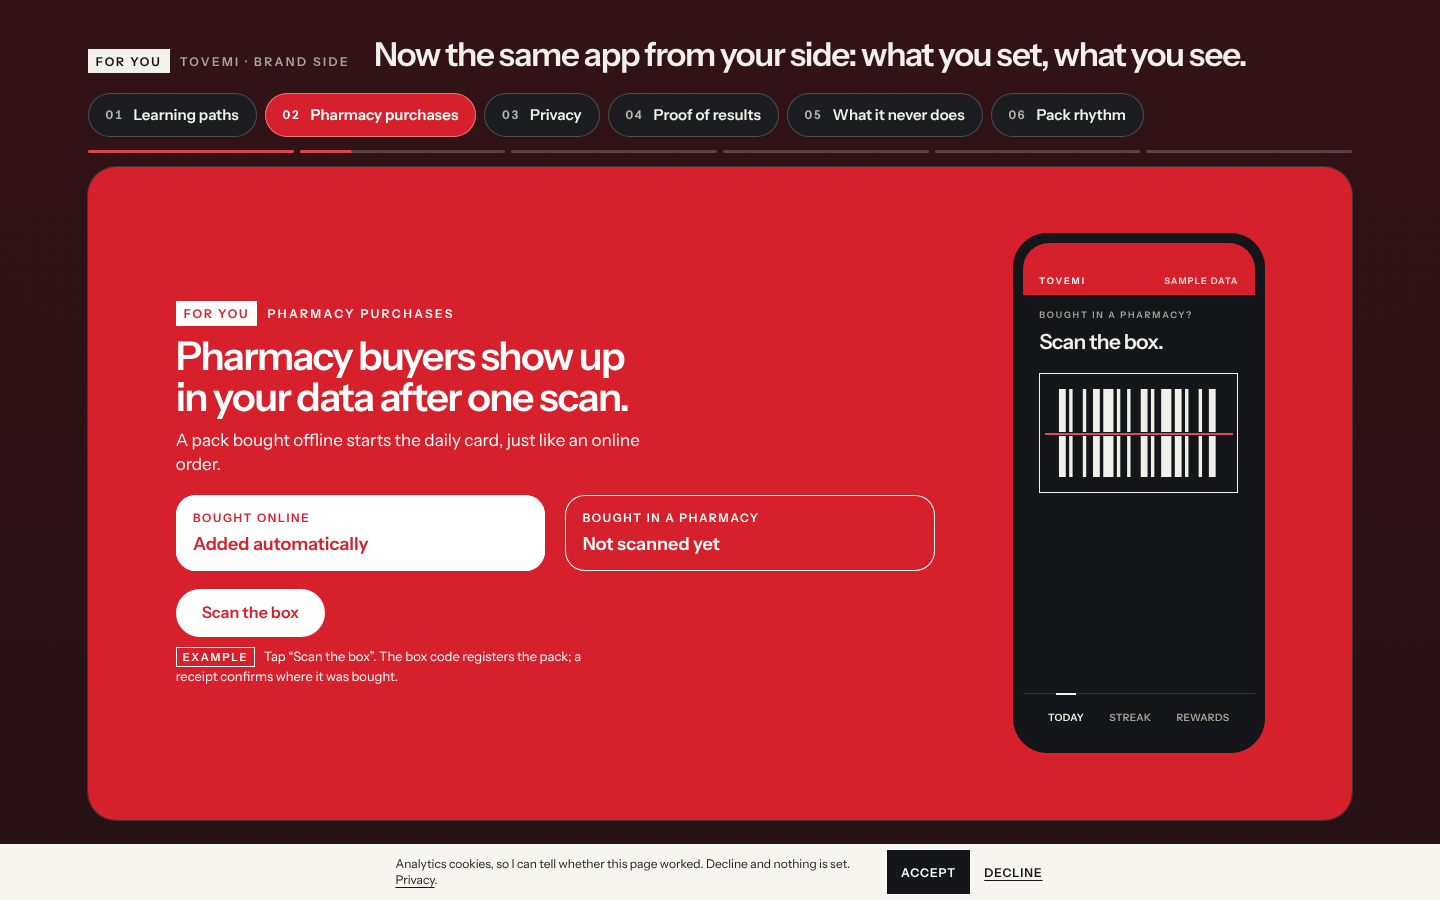 FOR YOU TOVEMI · BRAND SIDE Now the same app from your side: what you set, what you see.
01 Learning paths 02 Pharmacy purchases 03 Privacy 04 Proof of results 05 What it never does 06 Pack rhythm
FOR YOU PHARMACY PURCHASES
Pharmacy buyers show up
in your data after one scan.
A pack bought offline starts the daily card, just like an online
order.
BOUGHT ONLINE
Added automatically
BOUGHT IN A PHARMACY
Not scanned yet
Scan the box
EXAMPLE Tap “Scan the box”. The box code registers the pack; a
receipt confirms where it was bought.
TOVEMI SAMPLE DATA
BOUGHT IN A PHARMACY?
Scan the box.
TODAY STREAK REWARDS
Analytics cookies, so I can tell whether this page worked. Decline and nothing is set.
Privacy.
ACCEPT DECLINE